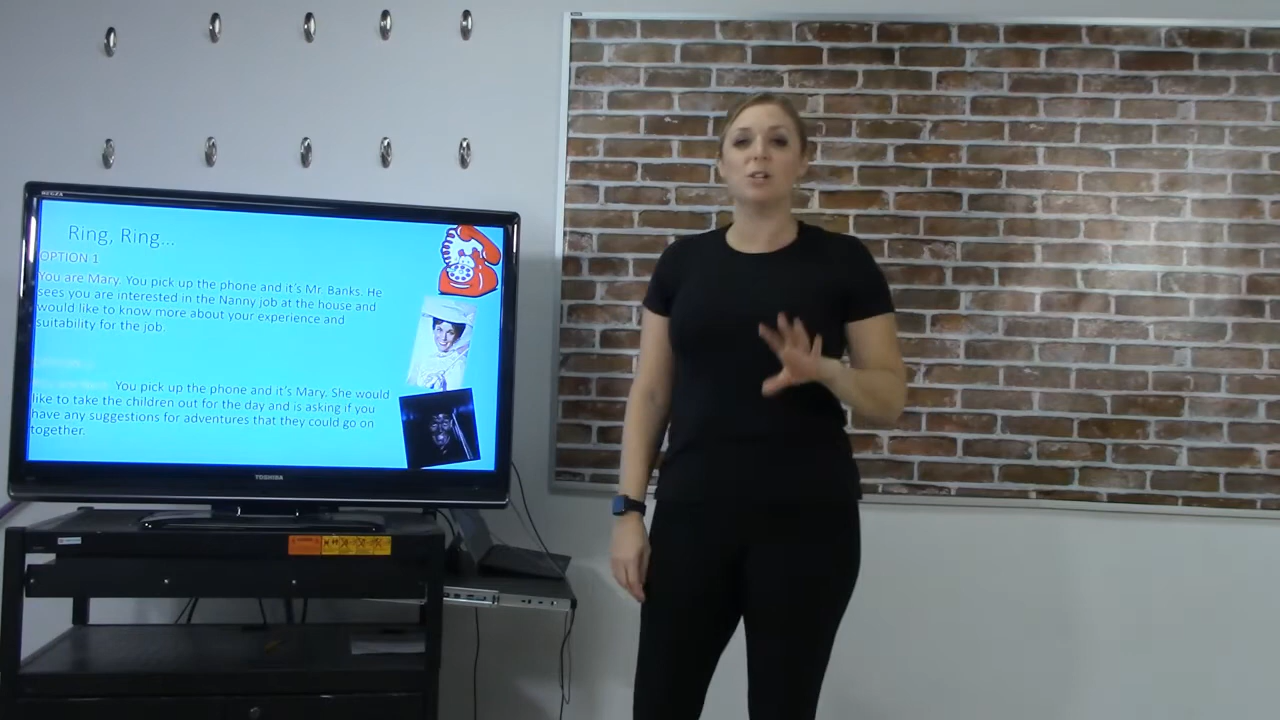 REGZA
Ring, Ring...
OPTION 1
You are Mary. You pick up the phone and it's Mr. Banks. He
sees you are interested in the Nanny job at the house and
would like to know more about your experience and
suitability for the job.
You pick up the phone and it's Mary. She would
like to take the children out for the day and is asking if you
have any suggestions for adventures that they could go on
together.
TOSHIBA